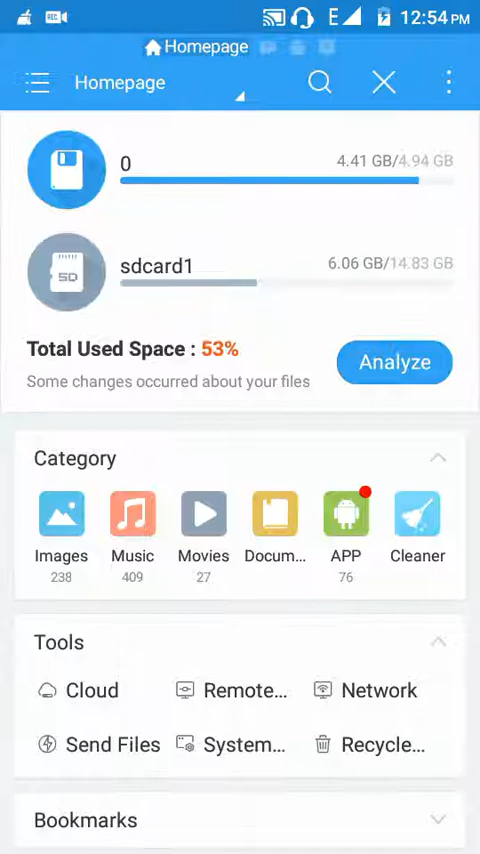 REC
E
12:54 PM
Homepage
Homepage
0
4.41 GB/4.94 GB
SD
sdcard1
6.06 GB/14.83 GB
Total Used Space : 53%
Some changes occurred about your files
Analyze
Category
Images
Music
Movies
Docum...
APP
Cleaner
238
409
27
76
Tools
Cloud
Remote...
Network
Send Files
System...
Recycle...
Bookmarks